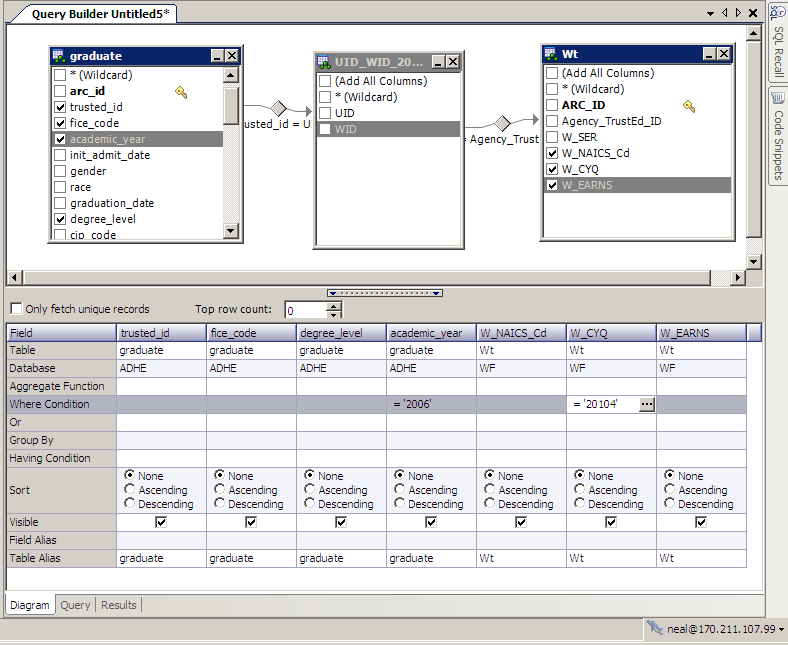 Query Builder Untitled5*
SQL Recall
Code Snippets
graduate
* (Wildcard)
arc_id
trusted_id
fice_code
academic_year
init_admit_date
gender
race
graduation_date
degree_level
cip_code
usted_id = U
UID_WID_20...
(Add All Columns)
* (Wildcard)
UID
WID
= Agency_Trust
Wt
(Add All Columns)
* (Wildcard)
ARC_ID
Agency_TrustEd_ID
W_SER
W_NAICS_Cd
W_CYQ
W_EARNS
Only fetch unique records Top row count: 0
Field trusted_id fice_code degree_level academic_year W_NAICS_Cd W_CYQ W_EARNS
Table graduate graduate graduate graduate Wt Wt Wt
Database ADHE ADHE ADHE ADHE WF WF WF
Aggregate Function
Where Condition = '2006' = '20104' ...
Or
Group By
Having Condition
Sort
None None None None None None None
Ascending Ascending Ascending Ascending Ascending Ascending Ascending
Descending Descending Descending Descending Descending Descending Descending
Visible
Field Alias
Table Alias graduate graduate graduate graduate Wt Wt Wt
Diagram Query Results
neal@170.211.107.99